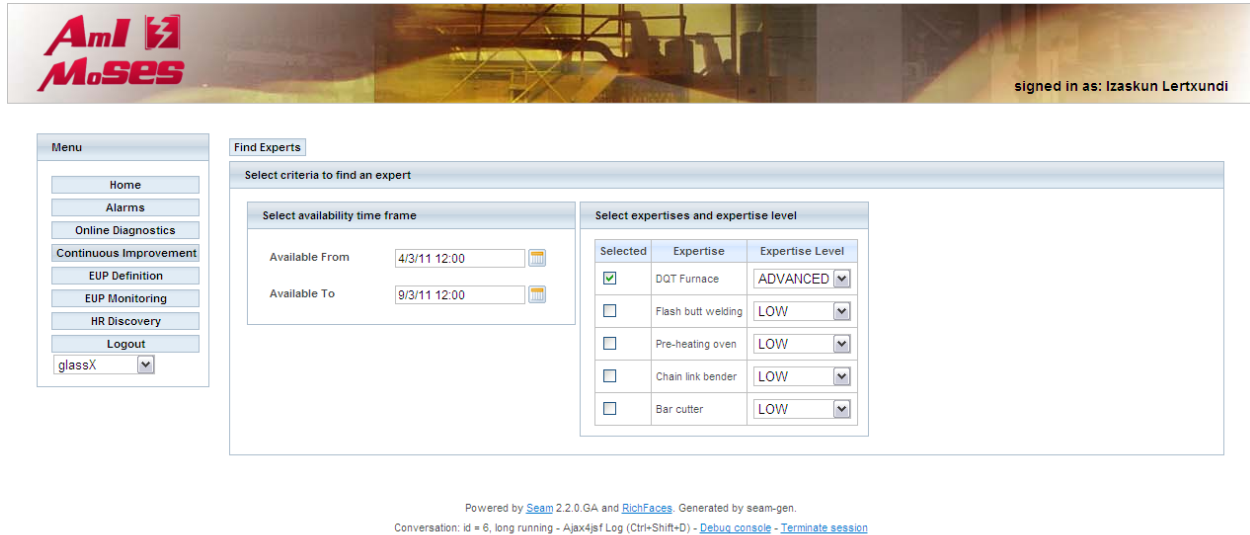 AmI
MoSES
signed in as: Izaskun Lertxundi
Menu
Home
Alarms
Online Diagnostics
Continuous Improvement
EUP Definition
EUP Monitoring
HR Discovery
Logout
glassX
Find Experts
Select criteria to find an expert
Select availability time frame
Available From 4/3/11 12:00
Available To 9/3/11 12:00
Select expertises and expertise level
Selected Expertise Expertise Level
DQT Furnace ADVANCED
Flash butt welding LOW
Pre-heating oven LOW
Chain link bender LOW
Bar cutter LOW
Powered by Seam 2.2.0.GA and RichFaces. Generated by seam-gen.
Conversation: id = 6, long running - Ajax4jsf Log (Ctrl+Shift+D) - Debug console - Terminate session